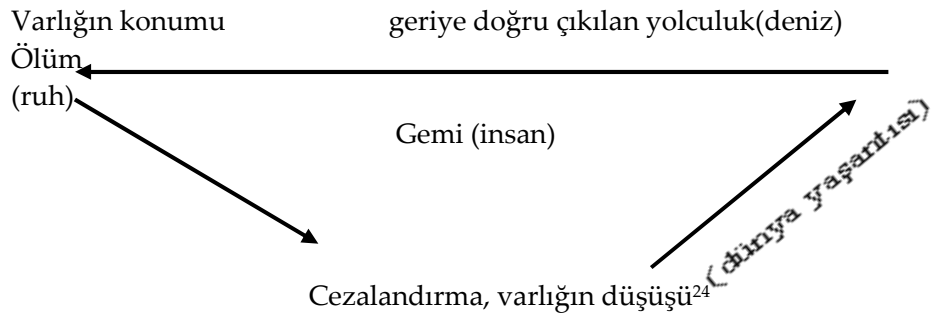 Varlığın konumu geriye doğru çıkılan yolculuk(deniz)
Ölüm
(ruh)
Gemi (insan)
(dünya yaşantısı)
Cezalandırma, varlığın düşüşü24